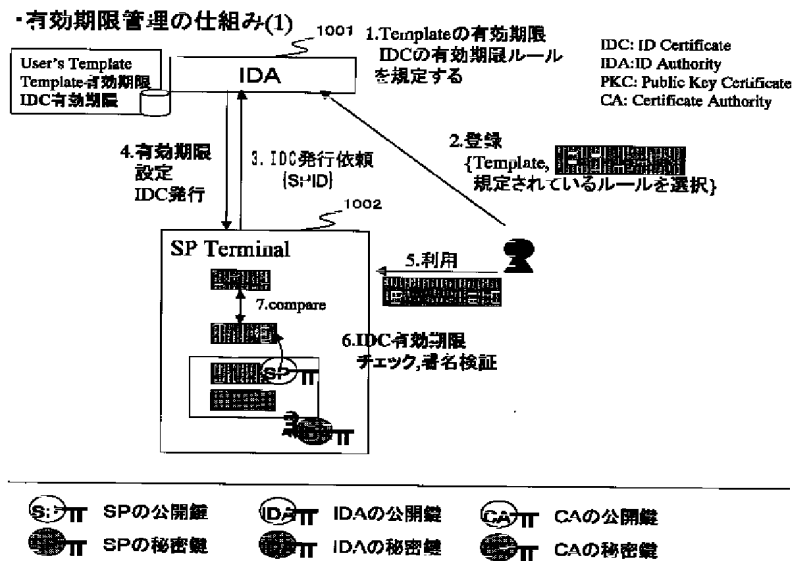 ・有効期限管理の仕組み(1)
1001
1.Templateの有効期限
IDCの有効期限ルール
を規定する
IDC: ID Certificate
IDA:ID Authority
PKC: Public Key Certificate
CA: Certificate Authority
User's Template
Template有効期限
IDC有効期限
IDA
2.登録
{Template,
規定されているルールを選択}
4.有効期限
設定
IDC発行
3. IDC発行依頼
{SPID}
1002
SP Terminal
5.利用
7.compare
6.IDC有効期限
チェック,署名検証
SP
SPの公開鍵
IDA
IDAの公開鍵
CA
CAの公開鍵
SPの秘密鍵
IDAの秘密鍵
CAの秘密鍵